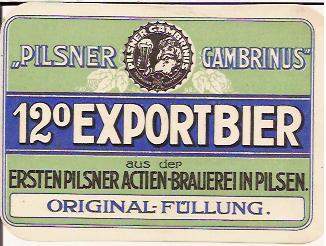 PILSNER GAMBRINUS
„PILSNER GAMBRINUS"
12° EXPORTBIER
aus der
ERSTEN PILSNER ACTIEN-BRAUEREI IN PILSEN.
ORIGINAL-FÜLLUNG.